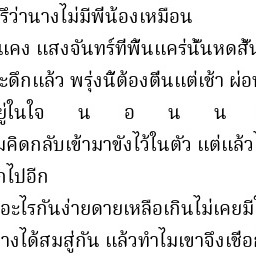 รึว่านางไม่มีพี่น้องเหมือน
แคง แสงจันทร์ที่พื้นแคร่นั้นหดสั้น
ะดึกแล้ว พรุ่งนี้ต้องตื่นแต่เช้า ผ่อน
ยู่ในใจ น อ น น
มคิดกลับเข้ามาขังไว้ในตัว แต่แล้ว
กไปอีก
อะไรกันง่ายดายเหลือเกินไม่เคยมี
างได้สมสู่กัน แล้วทำไมเขาจึงเชือ